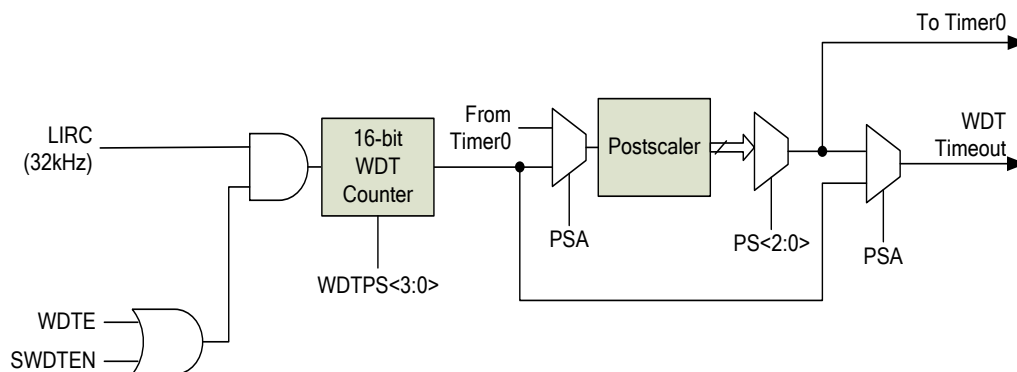 To Timer0
From
Timer0
WDT
Timeout
LIRC
(32kHz)
16-bit
WDT
Counter
Postscaler
PSA
PS<2:0>
PSA
WDTPS<3:0>
WDTE
SWDTEN